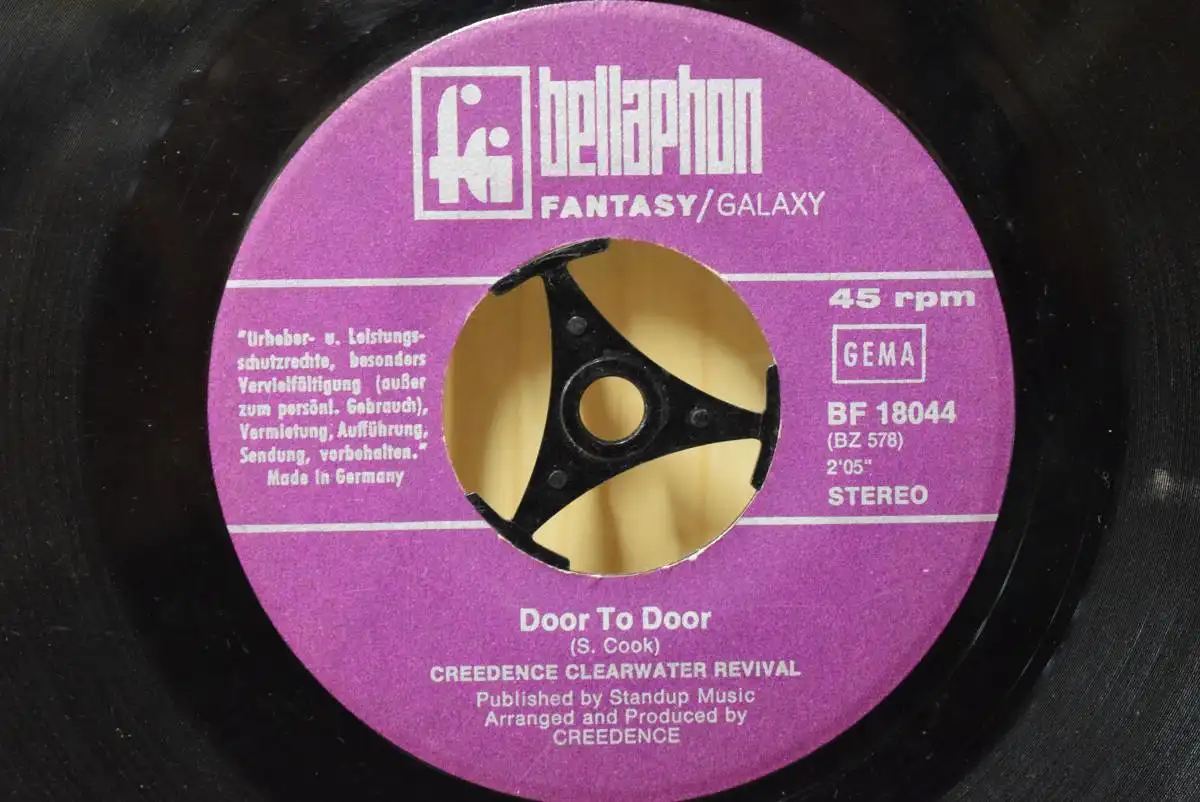 bellaphon
FANTASY/GALAXY
45 rpm
GEMA
BF 18044
(BZ 578)
2'05"
STEREO
"Urheber- u. Leistungs-
schutzrechte, besonders
Vervielfältigung (außer
zum persönl. Gebrauch),
Vermietung, Aufführung,
Sendung, vorbehalten."
Made in Germany
Door To Door
(S. Cook)
CREEDENCE CLEARWATER REVIVAL
Published by Standup Music
Arranged and Produced by
CREEDENCE